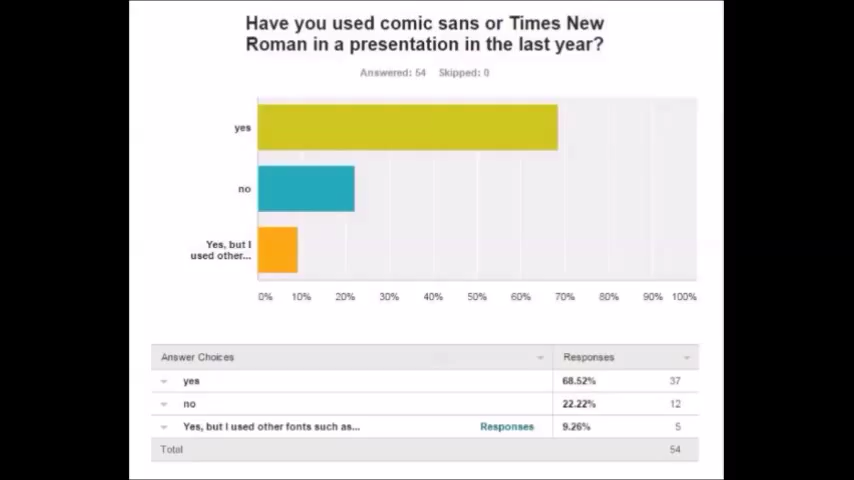 Have you used comic sans or Times New
Roman in a presentation in the last year?
Answered: 54 Skipped: 0
yes
no
Yes, but I
used other...
0% 10% 20% 30% 40% 50% 60% 70% 80% 90% 100%
Answer Choices Responses
yes 68.52% 37
no 22.22% 12
Yes, but I used other fonts such as... Responses 9.26% 5
Total 54